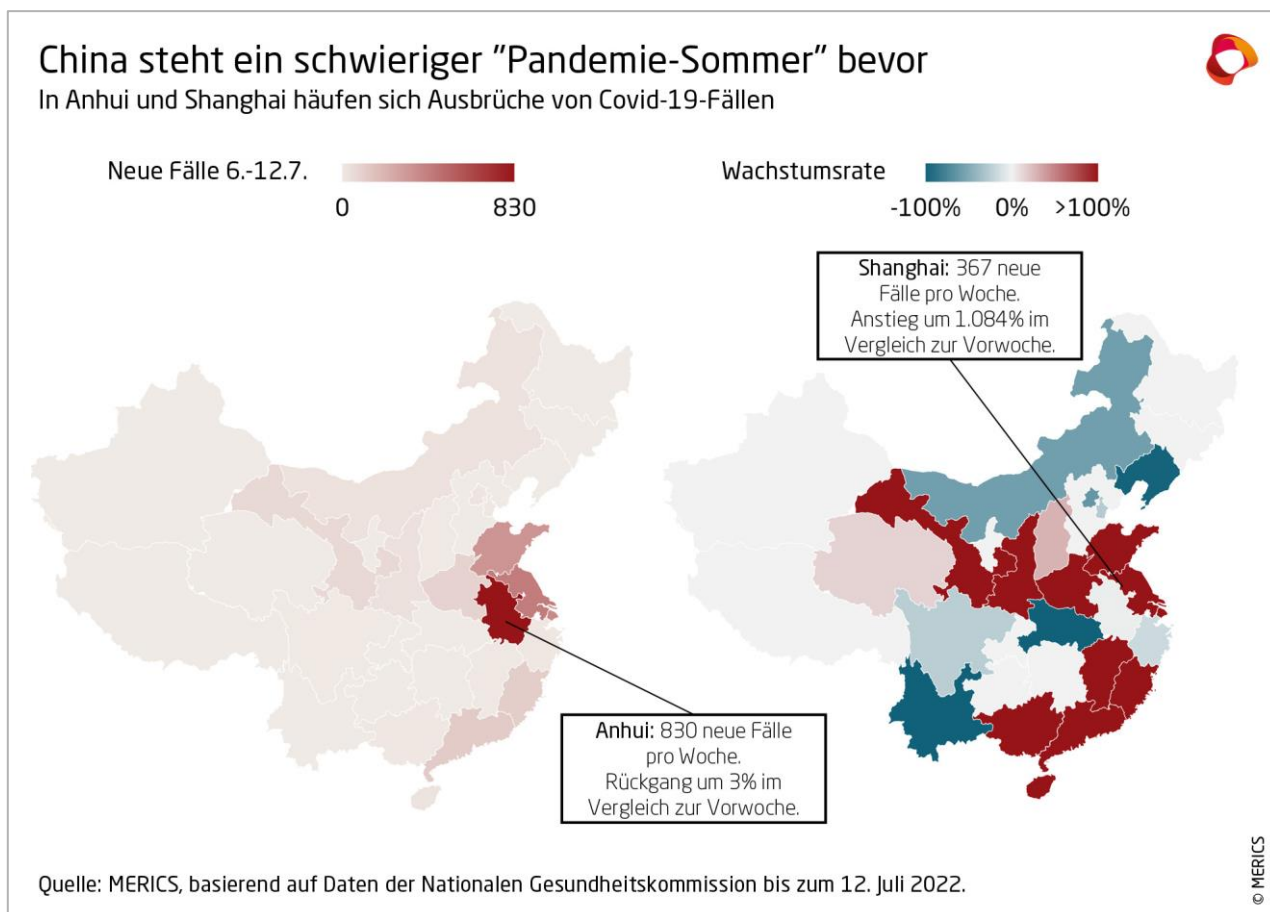 China steht ein schwieriger "Pandemie-Sommer" bevor
In Anhui und Shanghai häufen sich Ausbrüche von Covid-19-Fällen
Neue Fälle 6.-12.7.
0 830
Wachstumsrate
-100% 0% >100%
Shanghai: 367 neue
Fälle pro Woche.
Anstieg um 1.084% im
Vergleich zur Vorwoche.
Anhui: 830 neue Fälle
pro Woche.
Rückgang um 3% im
Vergleich zur Vorwoche.
Quelle: MERICS, basierend auf Daten der Nationalen Gesundheitskommission bis zum 12. Juli 2022.
© MERICS